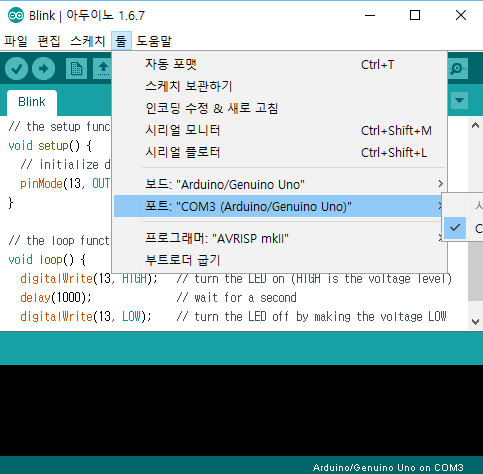 Blink | 아두이노 1.6.7
파일 편집 스케치 툴 도움말
자동 포맷 Ctrl+T
스케치 보관하기
인코딩 수정 & 새로 고침
시리얼 모니터 Ctrl+Shift+M
시리얼 플로터 Ctrl+Shift+L
보드: "Arduino/Genuino Uno"
포트: "COM3 (Arduino/Genuino Uno)"
프로그래머: "AVRISP mkII"
부트로더 굽기
Blink
// the setup func
void setup() {
// initialize d
pinMode(13, OUT
}
// the loop funct
void loop() {
digitalWrite(13, HIGH); // turn the LED on (HIGH is the voltage level)
delay(1000); // wait for a second
digitalWrite(13, LOW); // turn the LED off by making the voltage LOW
Arduino/Genuino Uno on COM3